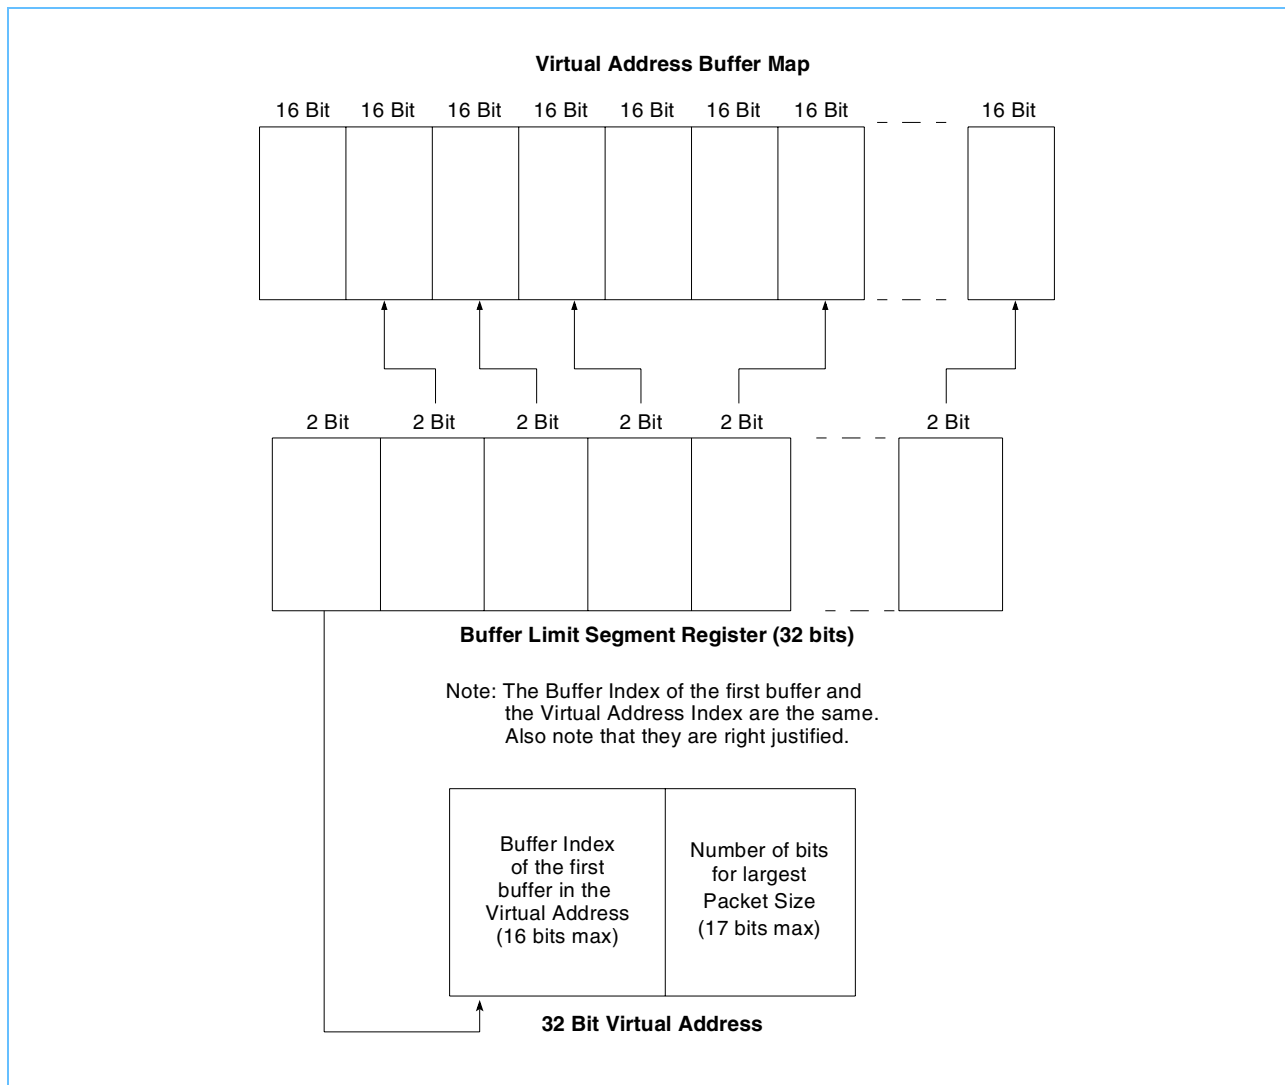 Virtual Address Buffer Map
16 Bit 16 Bit 16 Bit 16 Bit 16 Bit 16 Bit 16 Bit 16 Bit
2 Bit 2 Bit 2 Bit 2 Bit 2 Bit 2 Bit
Buffer Limit Segment Register (32 bits)
Note: The Buffer Index of the first buffer and
the Virtual Address Index are the same.
Also note that they are right justified.
Buffer Index
of the first
buffer in the
Virtual Address
(16 bits max)
Number of bits
for largest
Packet Size
(17 bits max)
32 Bit Virtual Address